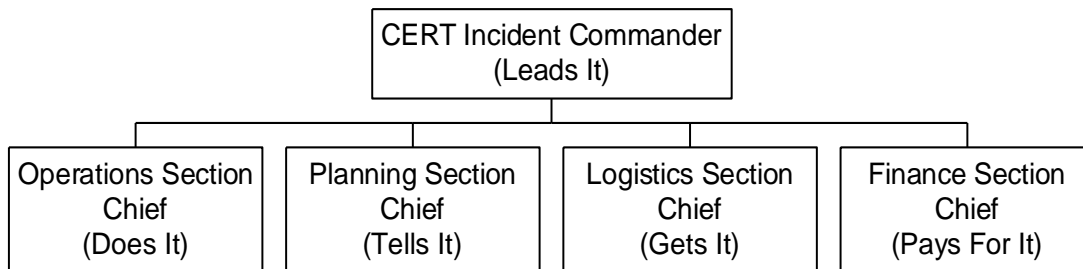 CERT Incident Commander
(Leads It)
Operations Section
Chief
(Does It)
Planning Section
Chief
(Tells It)
Logistics Section
Chief
(Gets It)
Finance Section
Chief
(Pays For It)